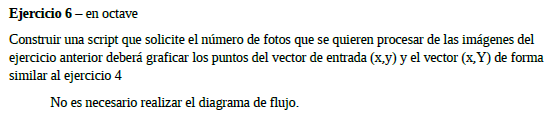 Ejercicio 6 – en octave
Construir una script que solicite el número de fotos que se quieren procesar de las imágenes del
ejercicio anterior deberá graficar los puntos del vector de entrada (x,y) y el vector (x,Y) de forma
similar al ejercicio 4
No es necesario realizar el diagrama de flujo.